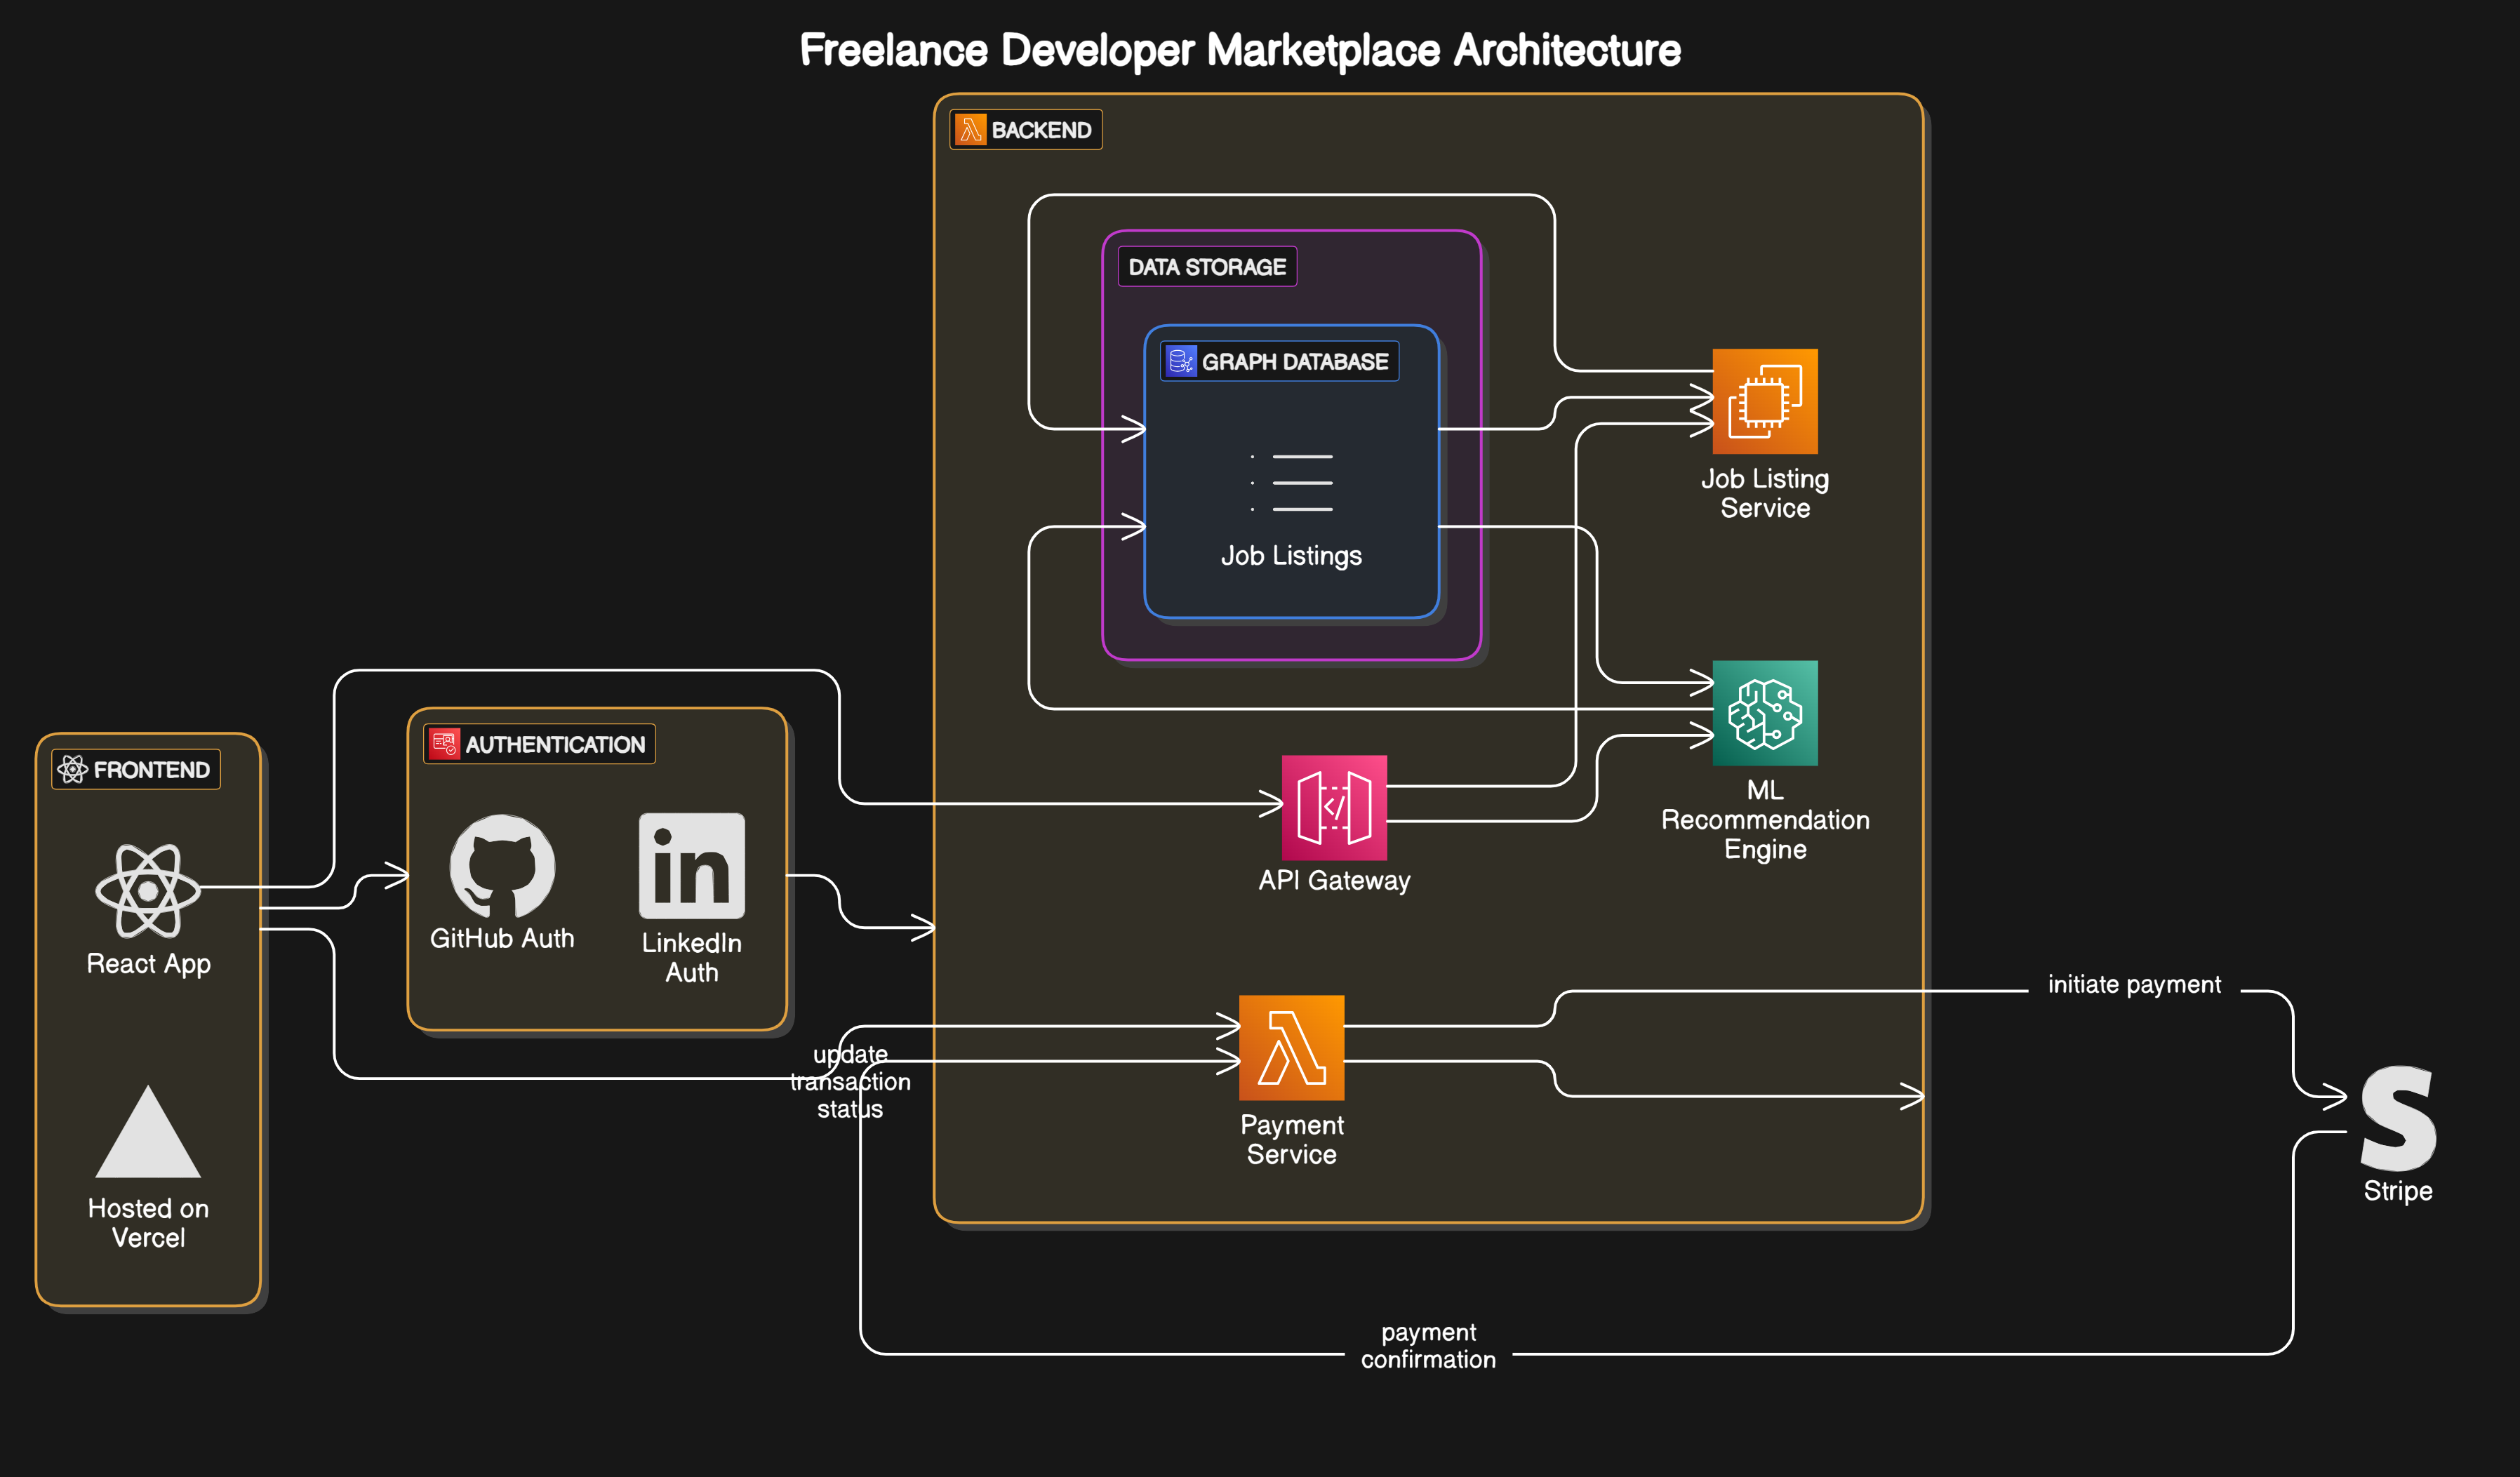 Freelance Developer Marketplace Architecture
BACKEND
DATA STORAGE
GRAPH DATABASE
Job Listings
Job Listing
Service
ML
Recommendation
Engine
API Gateway
FRONTEND
React App
Hosted on
Vercel
AUTHENTICATION
GitHub Auth
LinkedIn
Auth
update
transaction
status
Payment
Service
initiate payment
Stripe
payment
confirmation